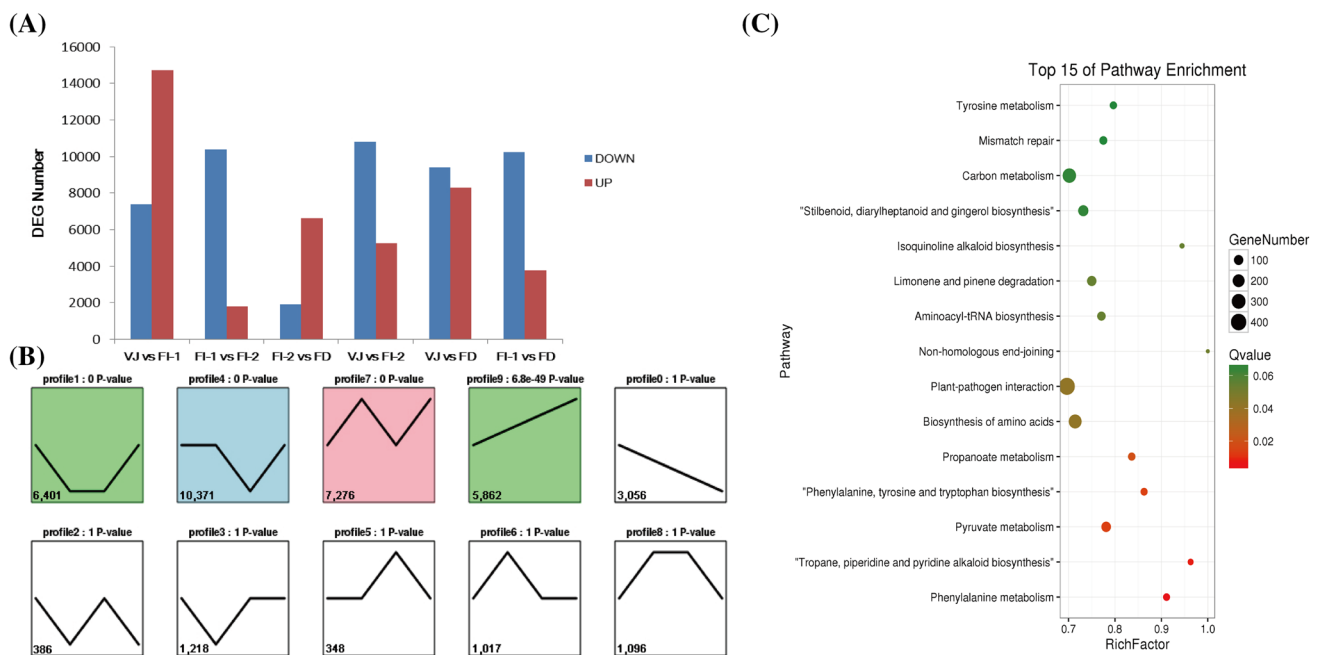 (A)
16000
14000
12000
10000
8000
6000
4000
2000
0
DEG Number
VJ vs FI-1
FI-1 vs FI-2
FI-2 vs FD
VJ vs FI-2
VJ vs FD
FI-1 vs FD
DOWN
UP
(B)
profile1 : 0 P-value
6,401
profile4 : 0 P-value
10,371
profile7 : 0 P-value
7,276
profile9 : 6.8e-49 P-value
5,862
profile0 : 1 P-value
3,056
profile2 : 1 P-value
386
profile3 : 1 P-value
1,218
profile5 : 1 P-value
348
profile6 : 1 P-value
1,017
profile8 : 1 P-value
1,096
(C)
Top 15 of Pathway Enrichment
Pathway
Tyrosine metabolism
Mismatch repair
Carbon metabolism
"Stilbenoid, diarylheptanoid and gingerol biosynthesis"
Isoquinoline alkaloid biosynthesis
Limonene and pinene degradation
Aminoacyl-tRNA biosynthesis
Non-homologous end-joining
Plant-pathogen interaction
Biosynthesis of amino acids
Propanoate metabolism
"Phenylalanine, tyrosine and tryptophan biosynthesis"
Pyruvate metabolism
"Tropane, piperidine and pyridine alkaloid biosynthesis"
Phenylalanine metabolism
0.7
0.8
0.9
1.0
RichFactor
GeneNumber
100
200
300
400
Qvalue
0.06
0.04
0.02